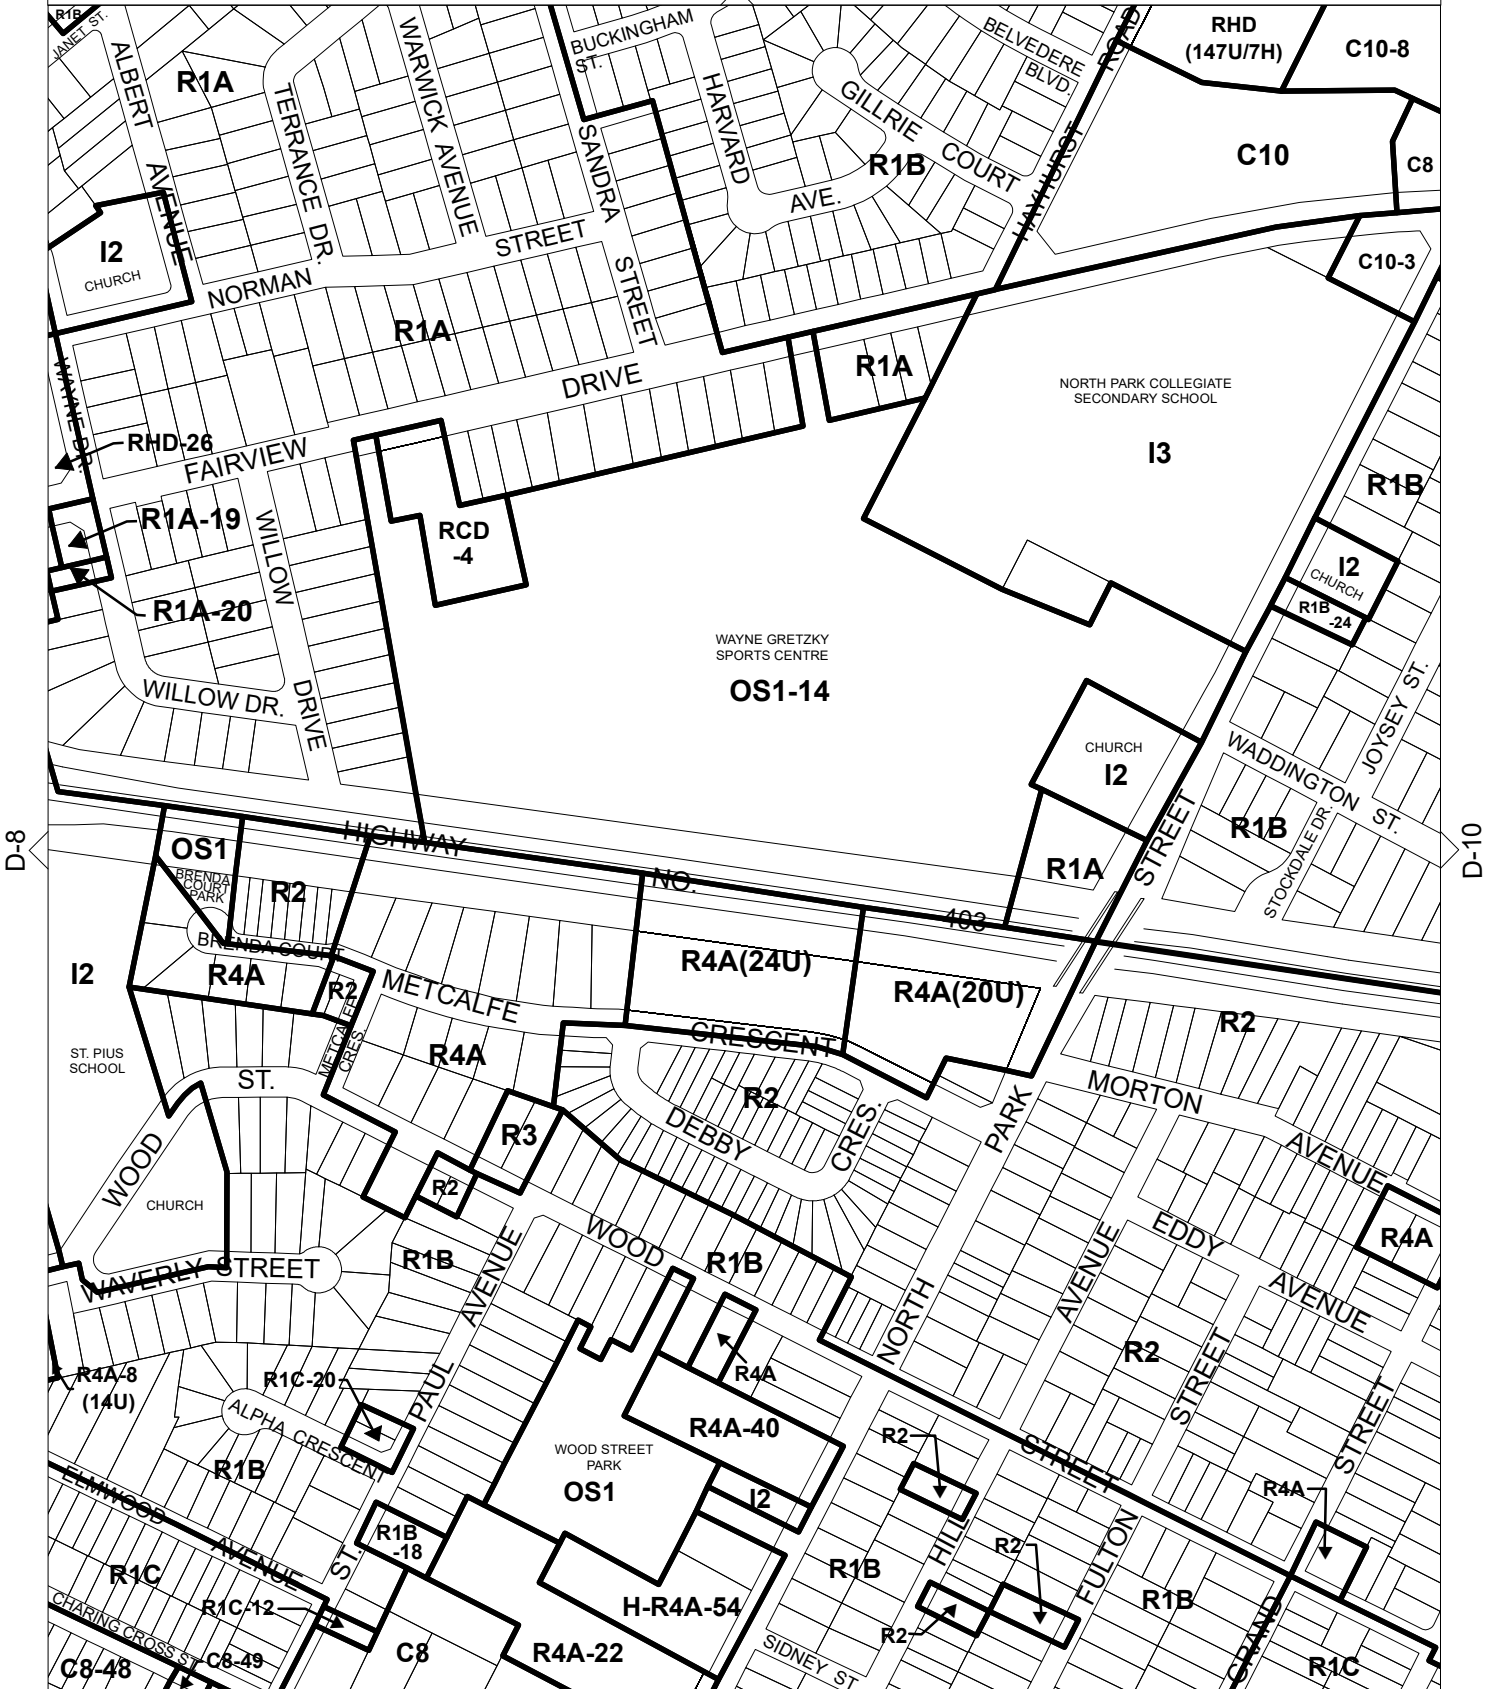 R1B
JANET ST.
ALBERT
AVENUE
R1A
TERRANCE DR.
WARWICK AVENUE
BUCKINGHAM
ST.
SANDRA
STREET
HARVARD
AVE.
GILLRIE COURT
R1B
BELVEDERE
BLVD.
HAYHURST
ROAD
RHD
(147U/7H)
C10-8
C10
C8
C10-3
I2
CHURCH
NORMAN
STREET
R1A
DRIVE
FAIRVIEW
WAYNE DR.
RHD-26
R1A-19
R1A-20
WILLOW
DRIVE
WILLOW DR.
R1A
RCD
-4
NORTH PARK COLLEGIATE
SECONDARY SCHOOL
I3
R1B
I2
CHURCH
R1B
-24
WAYNE GRETZKY
SPORTS CENTRE
OS1-14
CHURCH
I2
R1A
JOYSEY ST.
WADDINGTON ST.
R1B
STOCKDALE DR.
STREET
D-8
D-10
HIGHWAY
NO.
403
OS1
BRENDA
COURT
PARK
R2
BRENDA COURT
R4A
R2
I2
ST. PIUS
SCHOOL
METCALFE
CRES.
METCALFE
CRESCENT
R4A
R4A(24U)
R4A(20U)
R2
DEBBY
CRES.
R2
MORTON
AVENUE
PARK
NORTH
ST.
WOOD
CHURCH
R3
R2
WOOD
R1B
R1B
WAVERLY STREET
AVENUE
PAUL
ST.
EDDY
AVENUE
R4A
AVENUE
R2
STREET
STREET
R4A-8
(14U)
R1C-20
ALPHA CRESCENT
R1B
R4A
R4A-40
WOOD STREET
PARK
OS1
I2
R2
STREET
R4A
ELMWOOD
AVENUE
R1C
R1B
-18
R1C-12
CHARING CROSS ST.
C8-48
C8-49
C8
R4A-22
H-R4A-54
R1B
HILL
R2
R2
FULTON
R1B
SIDNEY ST.
GRAND
R1C